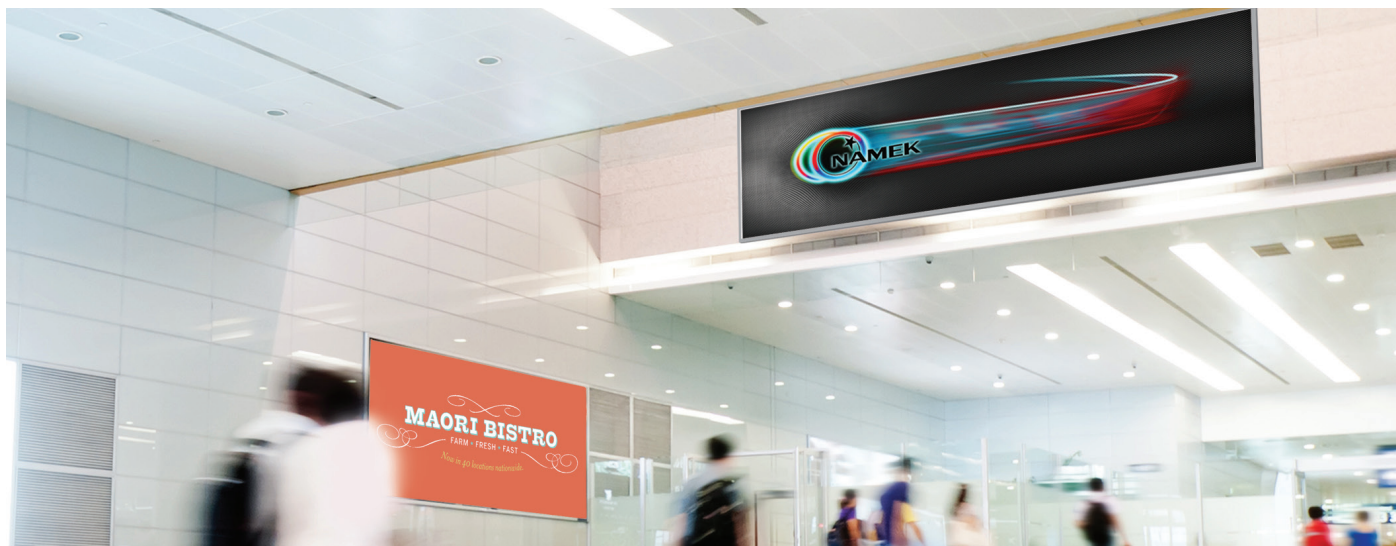 NAMEK
MAORI BISTRO
FARM • FRESH • FAST
Now in 40 locations nationwide